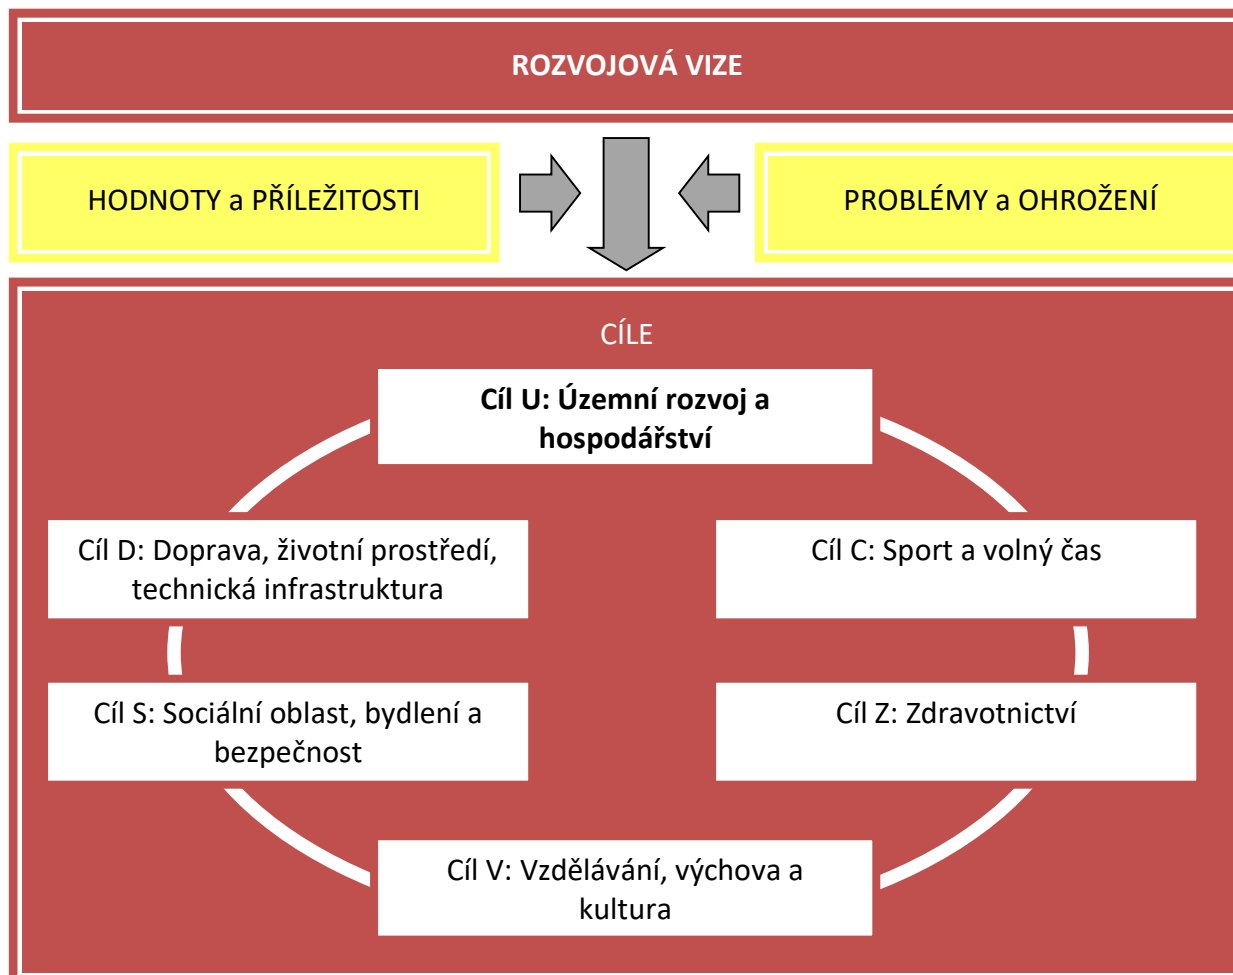 ROZVOJOVÁ VIZE
HODNOTY a PŘÍLEŽITOSTI
PROBLÉMY a OHROŽENÍ
CÍLE
Cíl U: Územní rozvoj a
hospodářství
Cíl D: Doprava, životní prostředí,
technická infrastruktura
Cíl C: Sport a volný čas
Cíl S: Sociální oblast, bydlení a
bezpečnost
Cíl Z: Zdravotnictví
Cíl V: Vzdělávání, výchova a
kultura